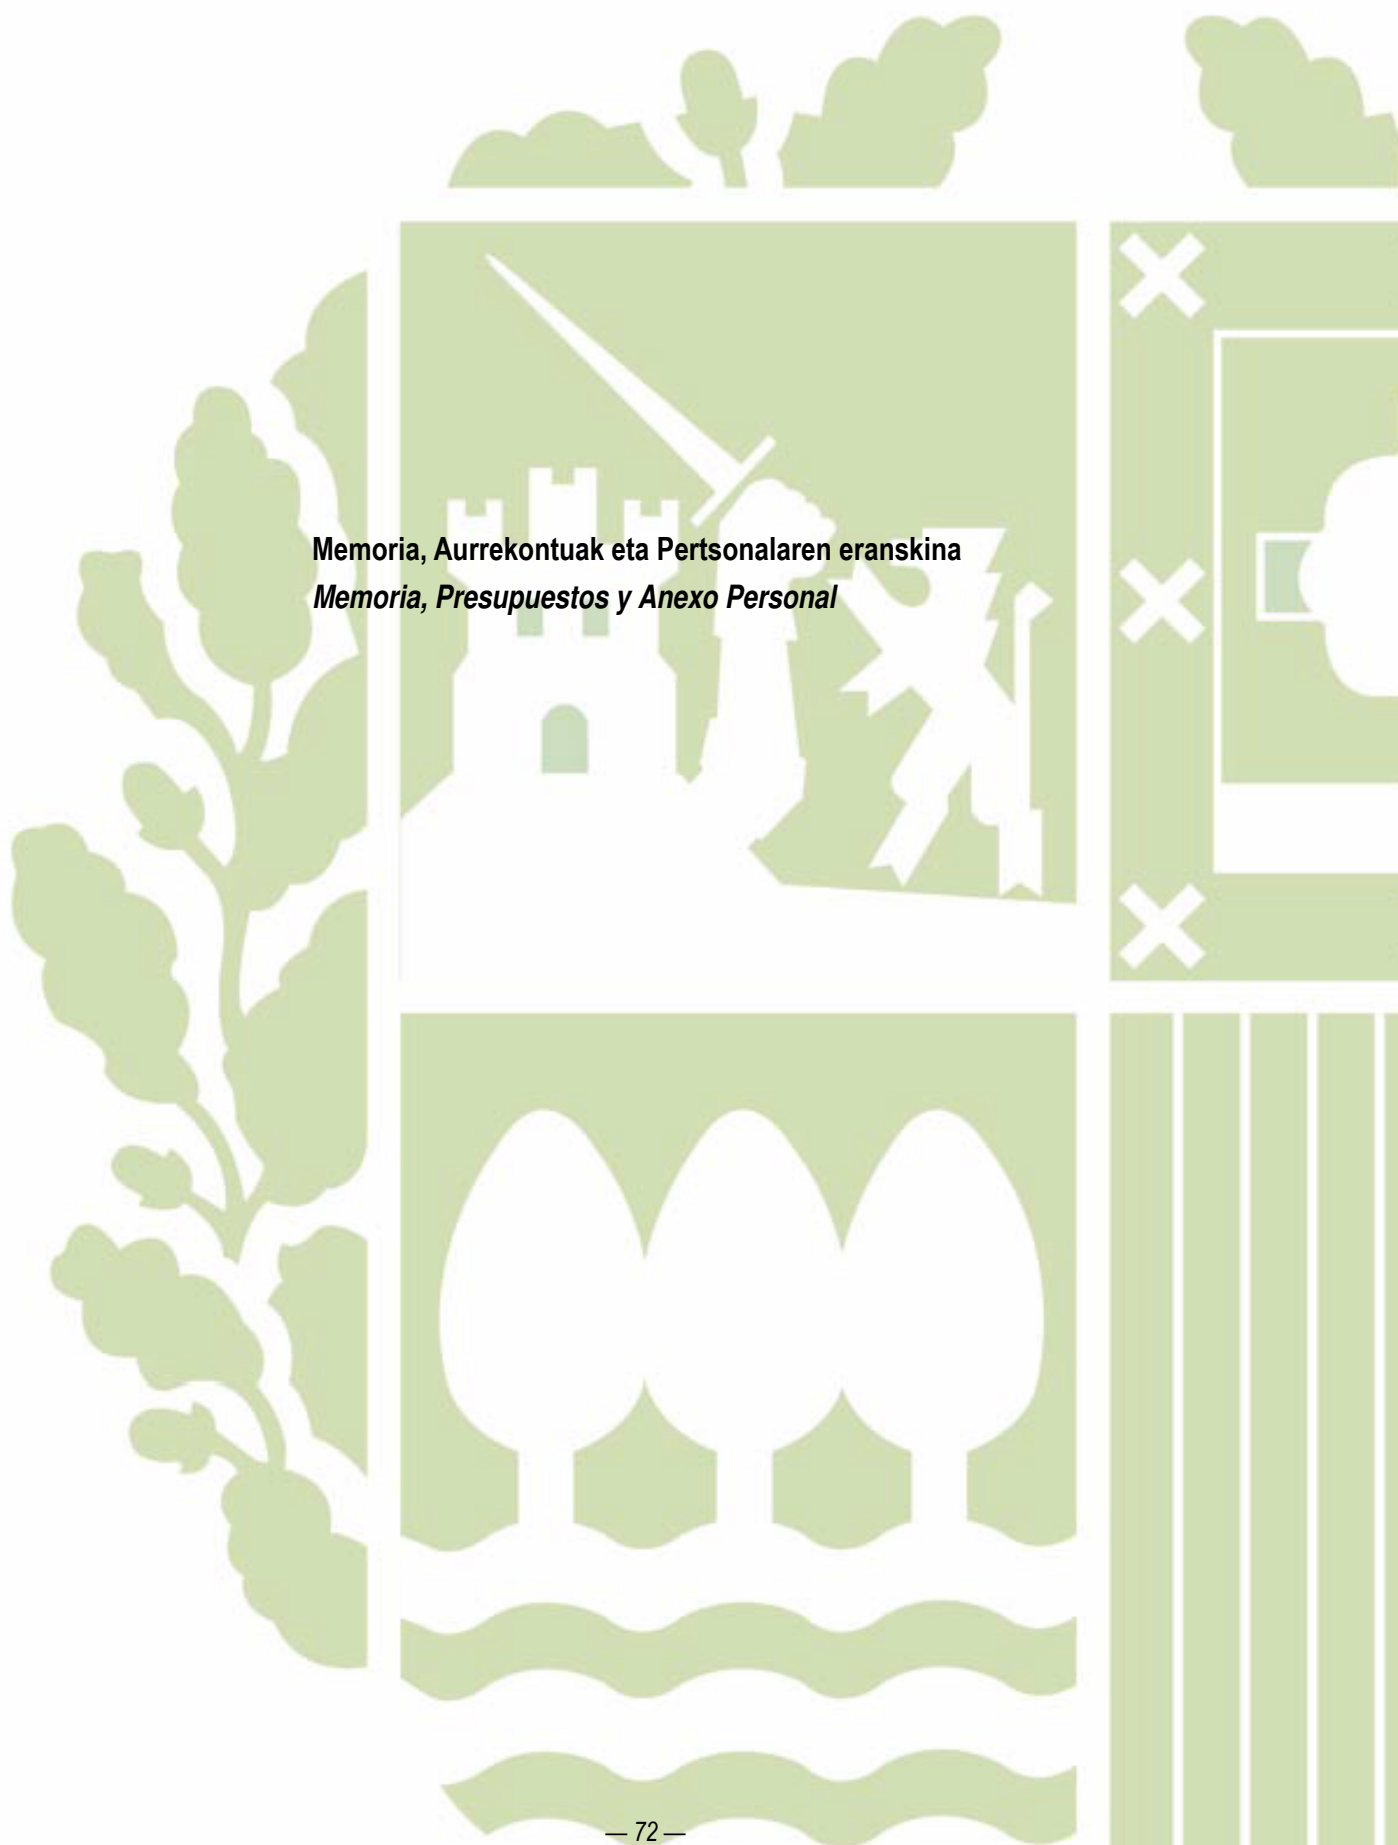 Memoria, Aurrekontuak eta Pertsonalaren eranskina
Memoria, Presupuestos y Anexo Personal
— 72 —